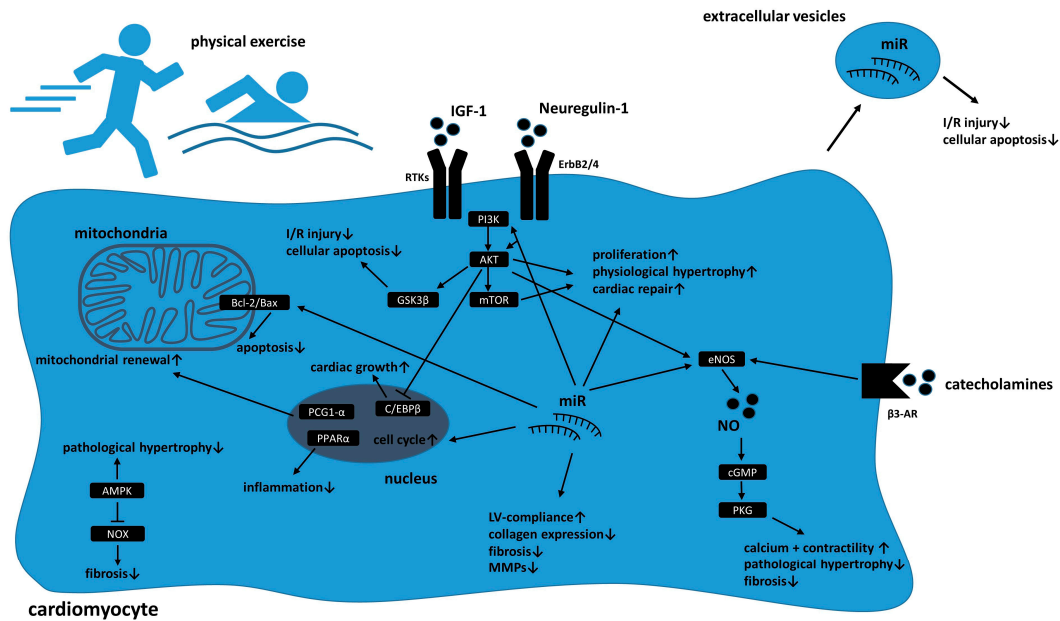 extracellular vesicles
physical exercise
miR
IGF-1
Neuregulin-1
I/R injury↓
cellular apoptosis↓
RTKs
ErbB2/4
PI3K
mitochondria
I/R injury↓
cellular apoptosis↓
AKT
proliferation↑
physiological hypertrophy↑
cardiac repair↑
GSK3β
mTOR
Bcl-2/Bax
apoptosis↓
mitochondrial renewal↑
cardiac growth↑
eNOS
catecholamines
β3-AR
miR
PCG1-α
C/EBPβ
NO
PPARα
cell cycle↑
pathological hypertrophy↓
nucleus
cGMP
inflammation↓
AMPK
PKG
LV-compliance↑
collagen expression↓
fibrosis↓
MMPs↓
NOX
calcium + contractility ↑
pathological hypertrophy↓
fibrosis↓
fibrosis↓
cardiomyocyte